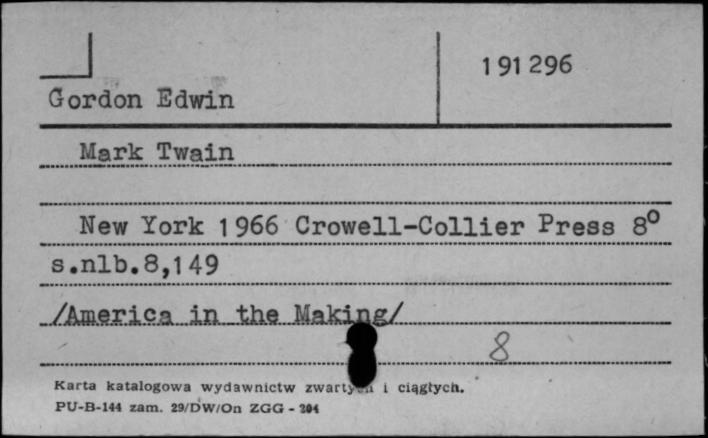 191296
Gordon Edwin
Mark Twain
New York 1966 Crowell-Collier Press 8°
s.nlb.8,149
/America in the Making/
8
Karta katalogowa wydawnictw zwartych i ciągłych.
PU-B-144 zam. 29/DW/On ZGG - 204